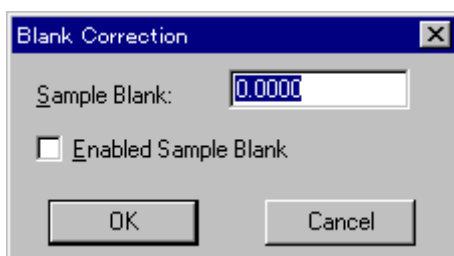 Blank Correction
Sample Blank: 0.0000
Enabled Sample Blank
OK Cancel